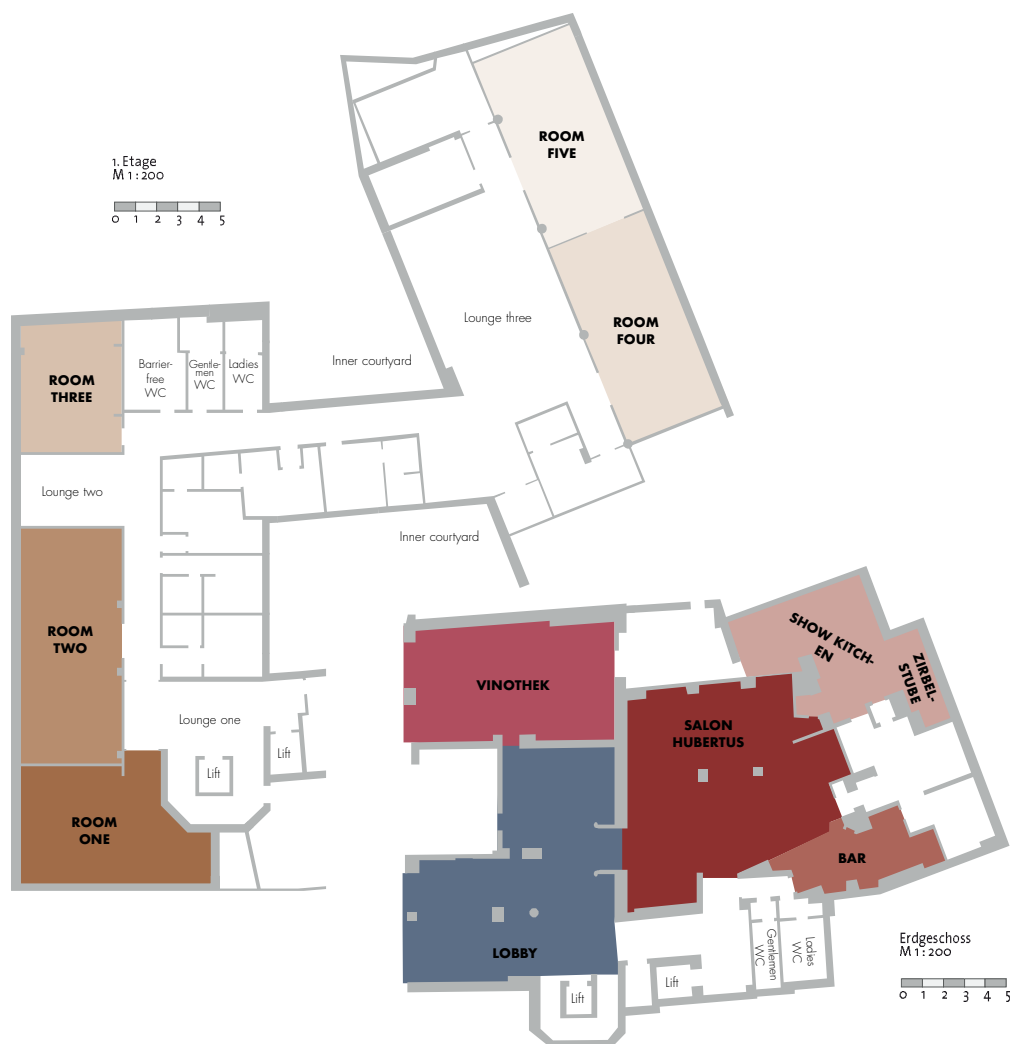 ROOM
FIVE
1. Etage
M 1 : 200
0 1 2 3 4 5
Lounge three
ROOM
FOUR
Inner courtyard
Barrier-
free
WC
Gentle-
men
WC
Ladies
WC
ROOM
THREE
Lounge two
Inner courtyard
ROOM
TWO
SHOW KITCH-
EN
ZIRBEL-
STUBE
VINOTHEK
Lounge one
SALON
HUBERTUS
Lift
Lift
ROOM
ONE
BAR
LOBBY
Gentlemen
WC
Ladies
WC
Erdgeschoss
M 1 : 200
Lift
Lift
0 1 2 3 4 5